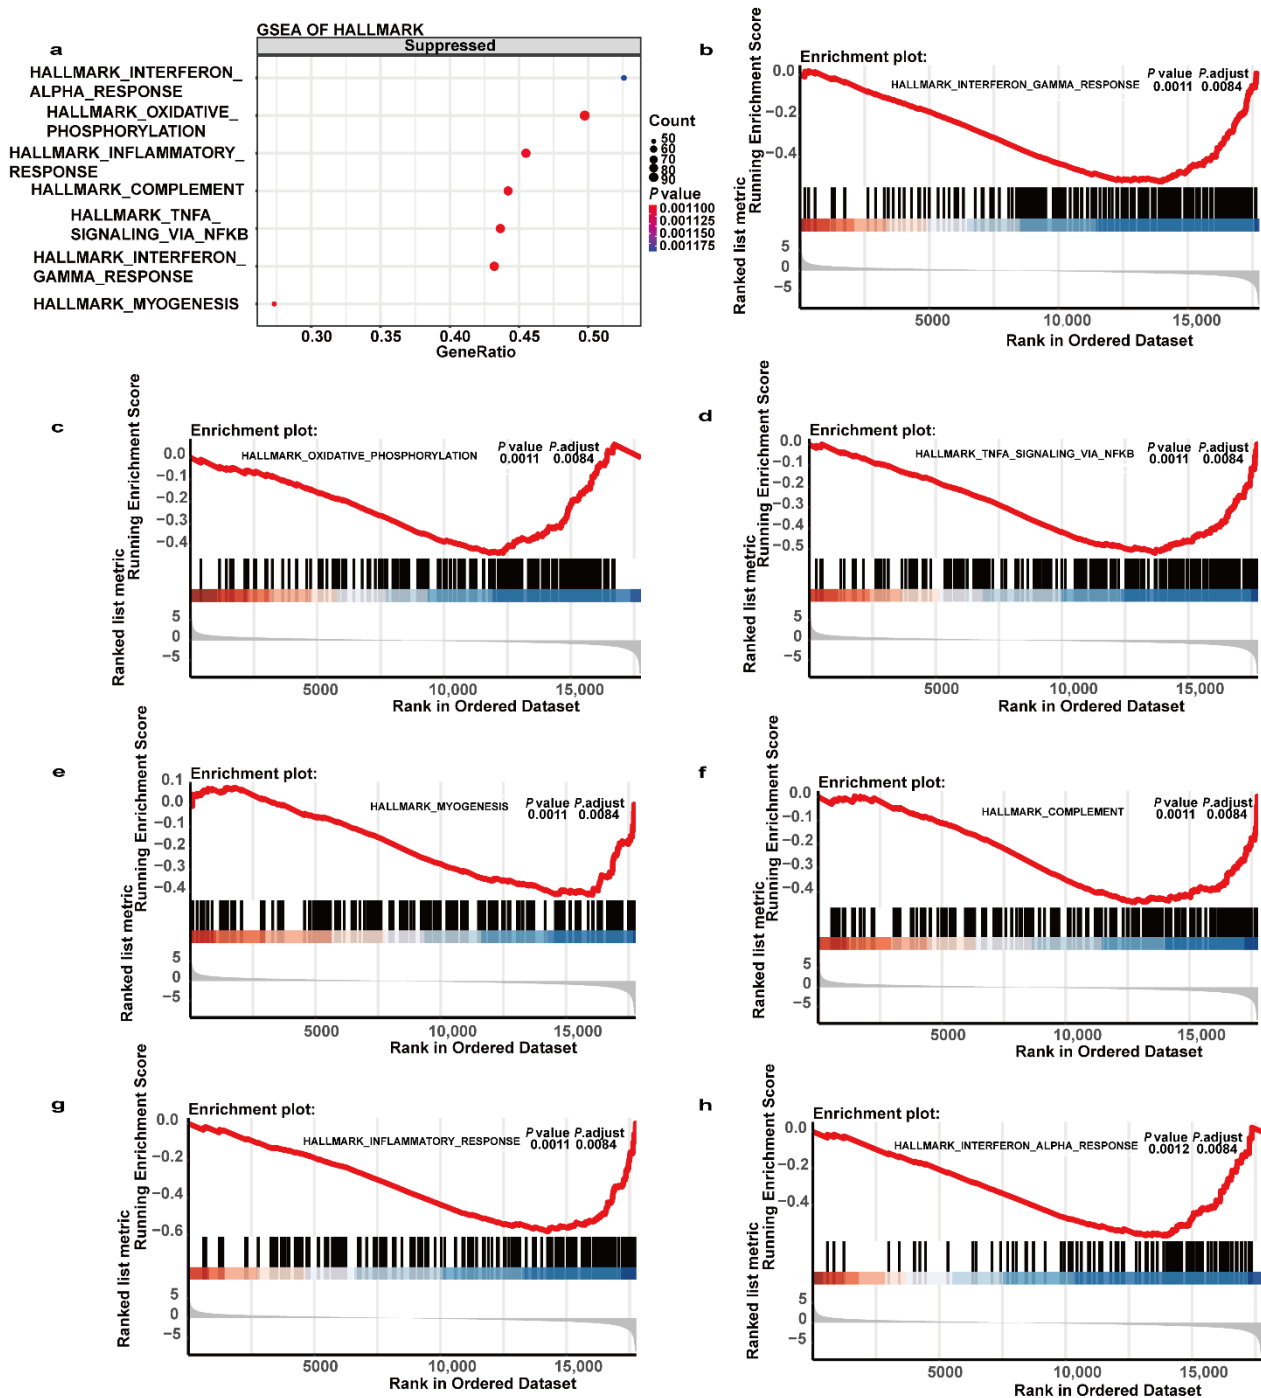 a
GSEA OF HALLMARK
Suppressed
HALLMARK_INTERFERON_
ALPHA_RESPONSE
HALLMARK_OXIDATIVE_
PHOSPHORYLATION
HALLMARK_INFLAMMATORY_
RESPONSE
HALLMARK_COMPLEMENT
HALLMARK_TNFA_
SIGNALING_VIA_NFKB
HALLMARK_INTERFERON_
GAMMA_RESPONSE
HALLMARK_MYOGENESIS
0.30 0.35 0.40 0.45 0.50
GeneRatio
Count
50
60
70
80
90
P value
0.001100
0.001125
0.001150
0.001175
b
Enrichment plot:
HALLMARK_INTERFERON_GAMMA_RESPONSE
P value P.adjust
0.0011 0.0084
Running Enrichment Score
0.0
−0.2
−0.4
Ranked list metric
5
0
−5
5000 10,000 15,000
Rank in Ordered Dataset
c
Enrichment plot:
HALLMARK_OXIDATIVE_PHOSPHORYLATION
P value P.adjust
0.0011 0.0084
Running Enrichment Score
0.0
−0.1
−0.2
−0.3
−0.4
Ranked list metric
5
0
−5
5000 10,000 15,000
Rank in Ordered Dataset
d
Enrichment plot:
HALLMARK_TNFA_SIGNALING_VIA_NFKB
P value P.adjust
0.0011 0.0084
Running Enrichment Score
0.0
−0.1
−0.2
−0.3
−0.4
−0.5
Ranked list metric
5
0
−5
5000 10,000 15,000
Rank in Ordered Dataset
e
Enrichment plot:
HALLMARK_MYOGENESIS
P value P.adjust
0.0011 0.0084
Running Enrichment Score
0.1
0.0
−0.1
−0.2
−0.3
−0.4
Ranked list metric
5
0
−5
5000 10,000 15,000
Rank in Ordered Dataset
f
Enrichment plot:
HALLMARK_COMPLEMENT
P value P.adjust
0.0011 0.0084
Running Enrichment Score
0.0
−0.1
−0.2
−0.3
−0.4
Ranked list metric
5
0
−5
5000 10,000 15,000
Rank in Ordered Dataset
g
Enrichment plot:
HALLMARK_INFLAMMATORY_RESPONSE
P value P.adjust
0.0011 0.0084
Running Enrichment Score
0.0
−0.2
−0.4
−0.6
Ranked list metric
5
0
−5
5000 10,000 15,000
Rank in Ordered Dataset
h
Enrichment plot:
HALLMARK_INTERFERON_ALPHA_RESPONSE
P value P.adjust
0.0012 0.0084
Running Enrichment Score
0.0
−0.2
−0.4
Ranked list metric
5
0
−5
5000 10,000 15,000
Rank in Ordered Dataset